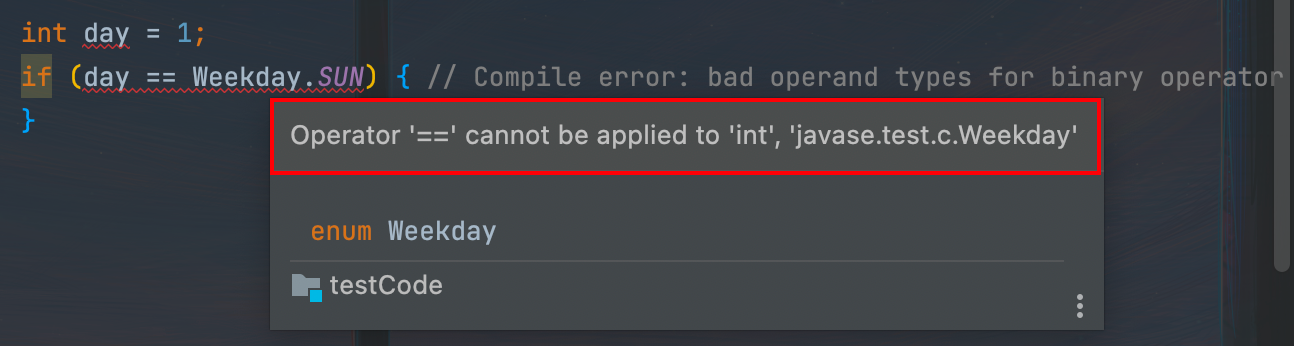 int day = 1;
if (day == Weekday.SUN) { // Compile error: bad operand types for binary operator
}
Operator '==' cannot be applied to 'int', 'javase.test.c.Weekday'
enum Weekday
testCode